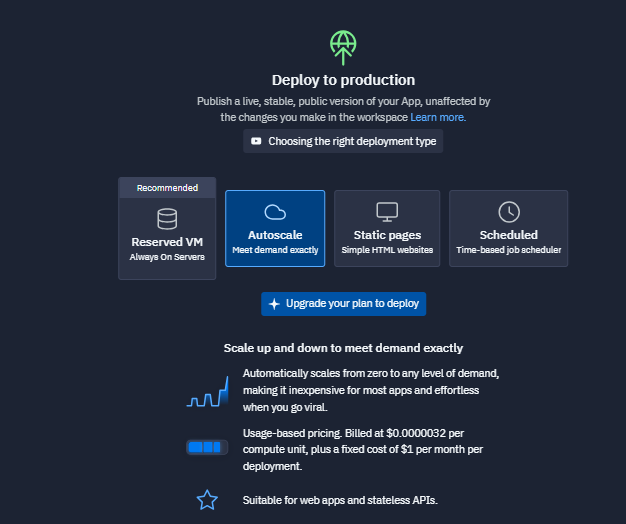 Deploy to production
Publish a live, stable, public version of your App, unaffected by
the changes you make in the workspace Learn more.
Choosing the right deployment type
Recommended
Reserved VM
Always On Servers
Autoscale
Meet demand exactly
Static pages
Simple HTML websites
Scheduled
Time-based job scheduler
Upgrade your plan to deploy
Scale up and down to meet demand exactly
Automatically scales from zero to any level of demand,
making it inexpensive for most apps and effortless
when you go viral.
Usage-based pricing. Billed at $0.0000032 per
compute unit, plus a fixed cost of $1 per month per
deployment.
Suitable for web apps and stateless APIs.